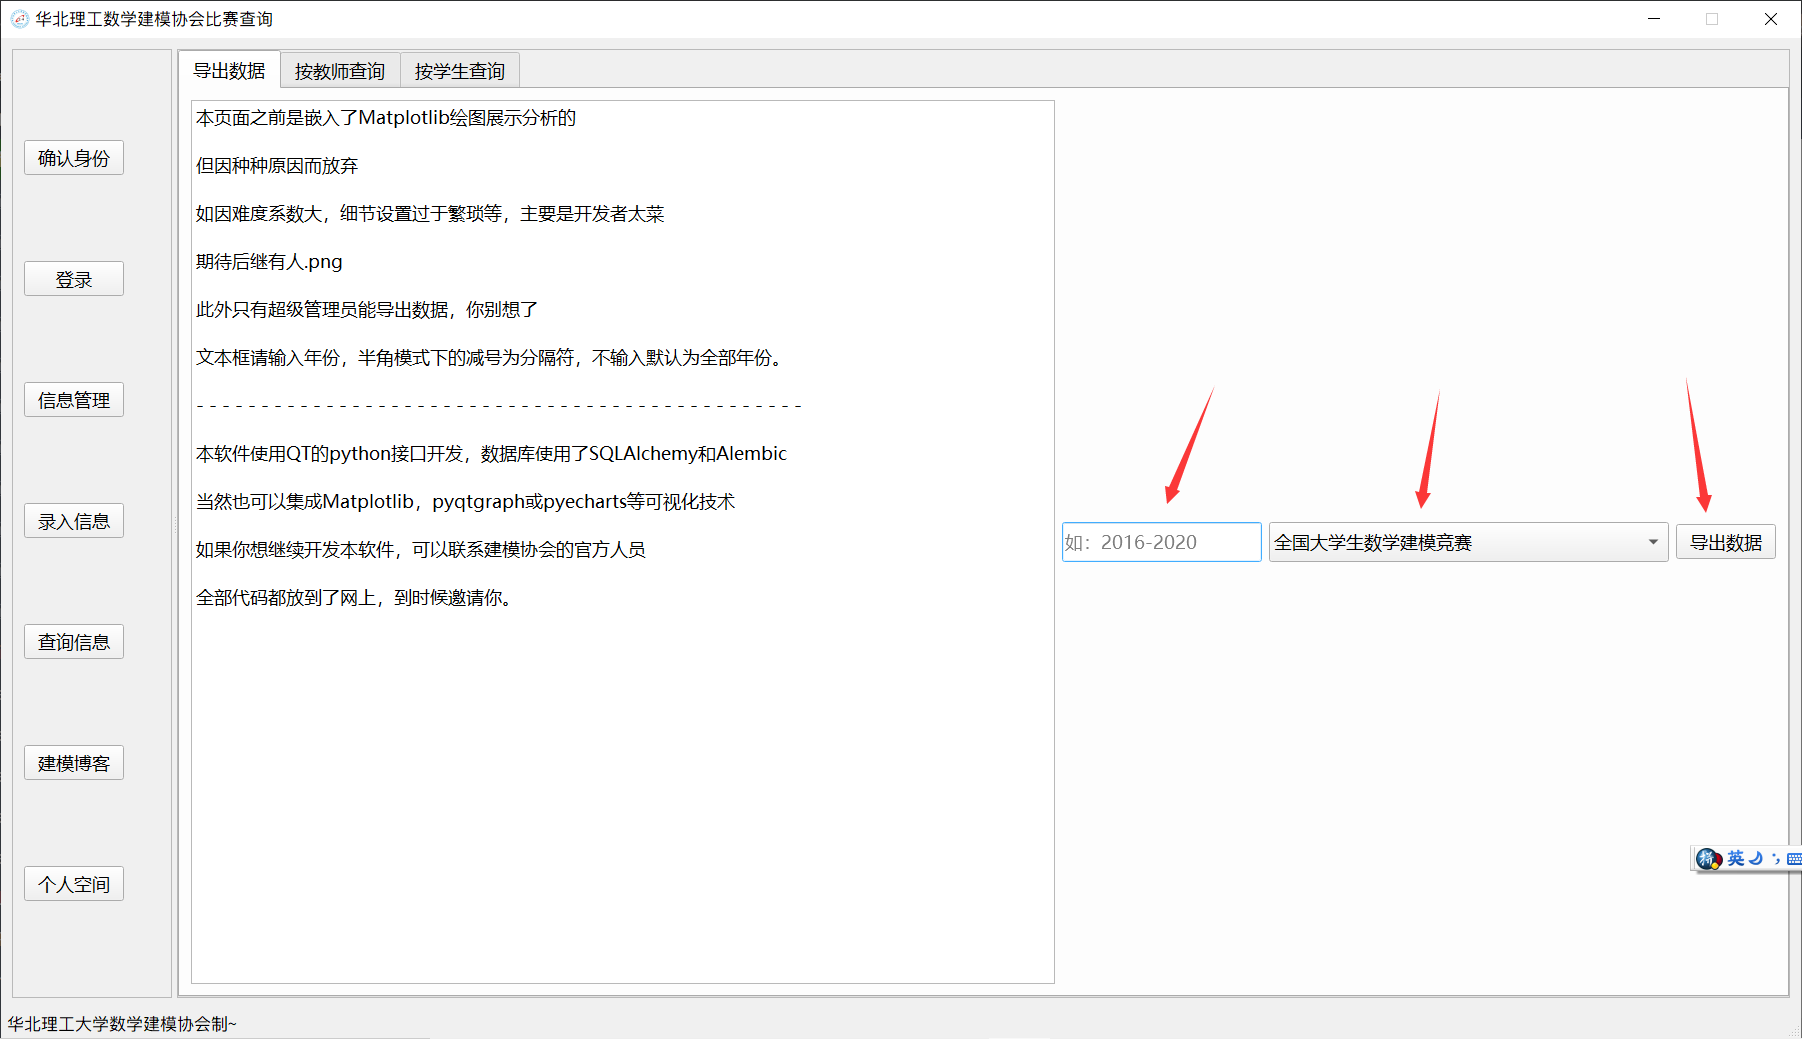 华北理工数学建模协会比赛查询
导出数据
按教师查询
按学生查询
确认身份
登录
信息管理
录入信息
查询信息
建模博客
个人空间
本页面之前是嵌入了Matplotlib绘图展示分析的
但因种种原因而放弃
如因难度系数大，细节设置过于繁琐等，主要是开发者太菜
期待后继有人.png
此外只有超级管理员能导出数据，你别想了
文本框请输入年份，半角模式下的减号为分隔符，不输入默认为全部年份。
- - - - - - - - - - - - - - - - - - - - - - - - - - - - - - - - - - - - - - - - - - - - - - -
本软件使用QT的python接口开发，数据库使用了SQLAlchemy和Alembic
当然也可以集成Matplotlib，pyqtgraph或pyecharts等可视化技术
如果你想继续开发本软件，可以联系建模协会的官方人员
全部代码都放到了网上，到时候邀请你。
如：2016-2020
全国大学生数学建模竞赛
导出数据
拼 英
华北理工大学数学建模协会制~